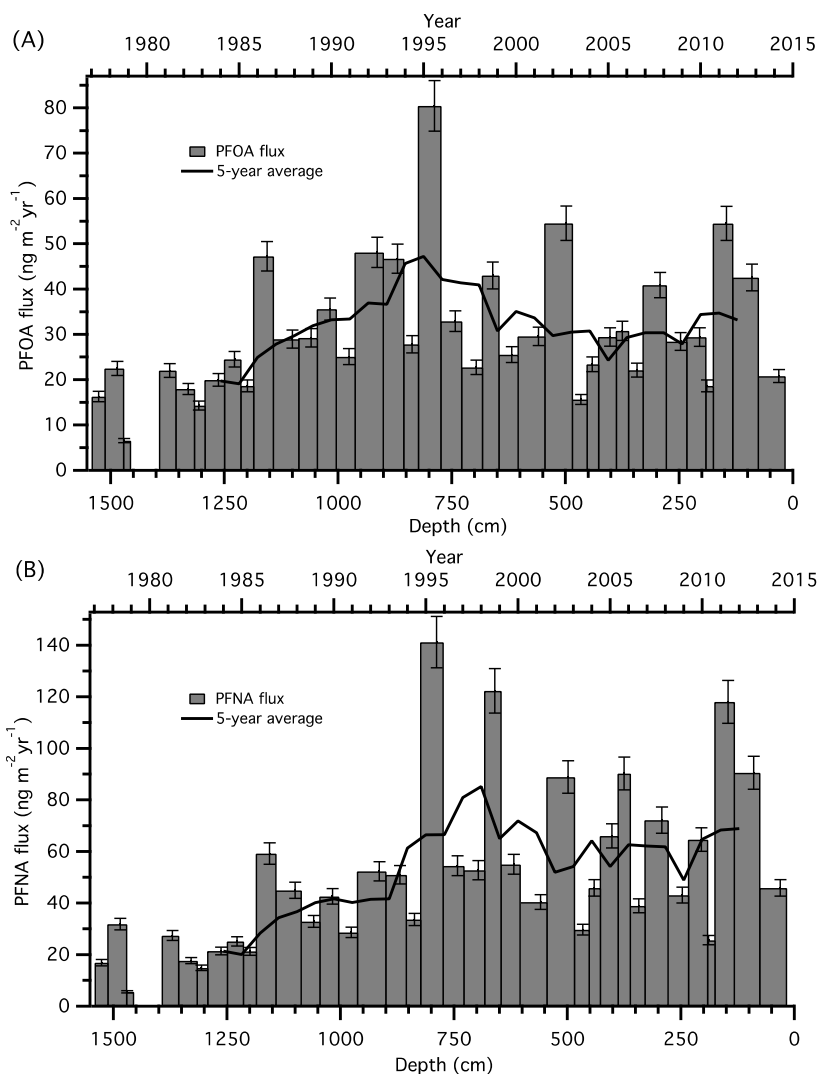 (A)
Year
1980 1985 1990 1995 2000 2005 2010 2015
PFOA flux (ng m⁻² yr⁻¹)
80
70
60
50
40
30
20
10
0
PFOA flux
5-year average
1500 1250 1000 750 500 250 0
Depth (cm)
(B)
Year
1980 1985 1990 1995 2000 2005 2010 2015
PFNA flux (ng m⁻² yr⁻¹)
140
120
100
80
60
40
20
0
PFNA flux
5-year average
1500 1250 1000 750 500 250 0
Depth (cm)